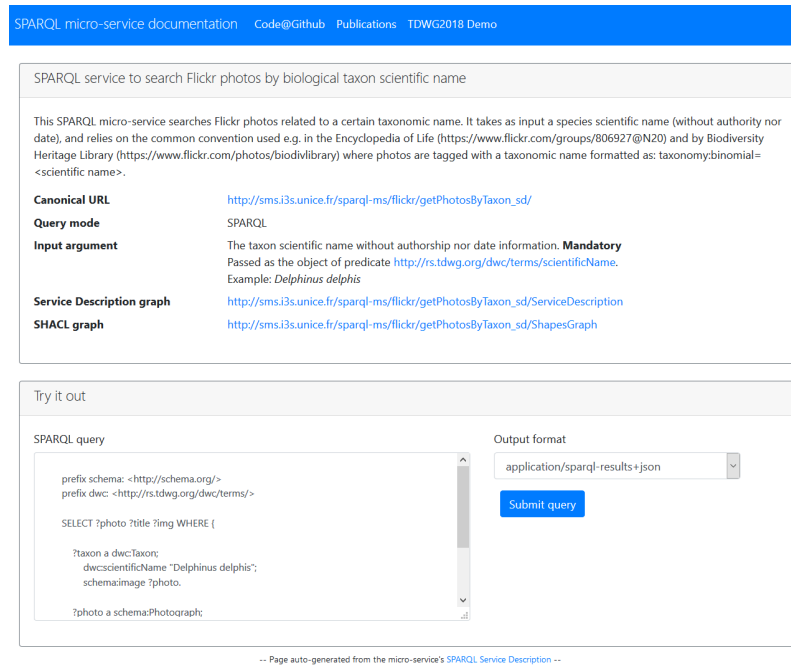 SPARQL micro-service documentation Code@Github Publications TDWG2018 Demo
SPARQL service to search Flickr photos by biological taxon scientific name
This SPARQL micro-service searches Flickr photos related to a certain taxonomic name. It takes as input a species scientific name (without authority nor
date), and relies on the common convention used e.g. in the Encyclopedia of Life (https://www.flickr.com/groups/806927@N20) and by Biodiversity
Heritage Library (https://www.flickr.com/photos/biodivlibrary) where photos are tagged with a taxonomic name formatted as: taxonomy:binomial=
<scientific name>.
Canonical URL http://sms.i3s.unice.fr/sparql-ms/flickr/getPhotosByTaxon_sd/
Query mode SPARQL
Input argument The taxon scientific name without authorship nor date information. Mandatory
Passed as the object of predicate http://rs.tdwg.org/dwc/terms/scientificName.
Example: Delphinus delphis
Service Description graph http://sms.i3s.unice.fr/sparql-ms/flickr/getPhotosByTaxon_sd/ServiceDescription
SHACL graph http://sms.i3s.unice.fr/sparql-ms/flickr/getPhotosByTaxon_sd/ShapesGraph
Try it out
SPARQL query
prefix schema: <http://schema.org/>
prefix dwc: <http://rs.tdwg.org/dwc/terms/>
SELECT ?photo ?title ?img WHERE {
?taxon a dwc:Taxon;
dwc:scientificName "Delphinus delphis";
schema:image ?photo.
?photo a schema:Photograph;
Output format
application/sparql-results+json
Submit query
-- Page auto-generated from the micro-service's SPARQL Service Description --